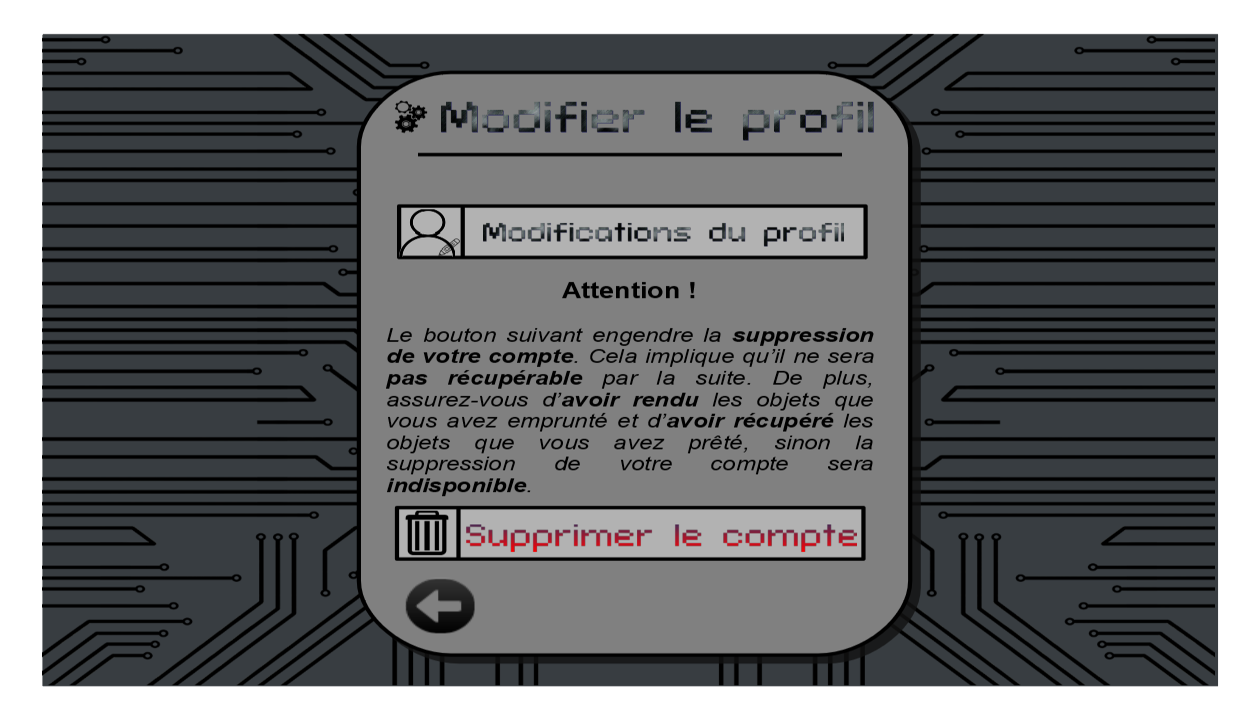 Modifier le profil
Modifications du profil
Attention !
Le bouton suivant engendre la suppression
de votre compte. Cela implique qu'il ne sera
pas récupérable par la suite. De plus,
assurez-vous d'avoir rendu les objets que
vous avez emprunté et d'avoir récupéré les
objets que vous avez prêté, sinon la
suppression de votre compte sera
indisponible.
Supprimer le compte